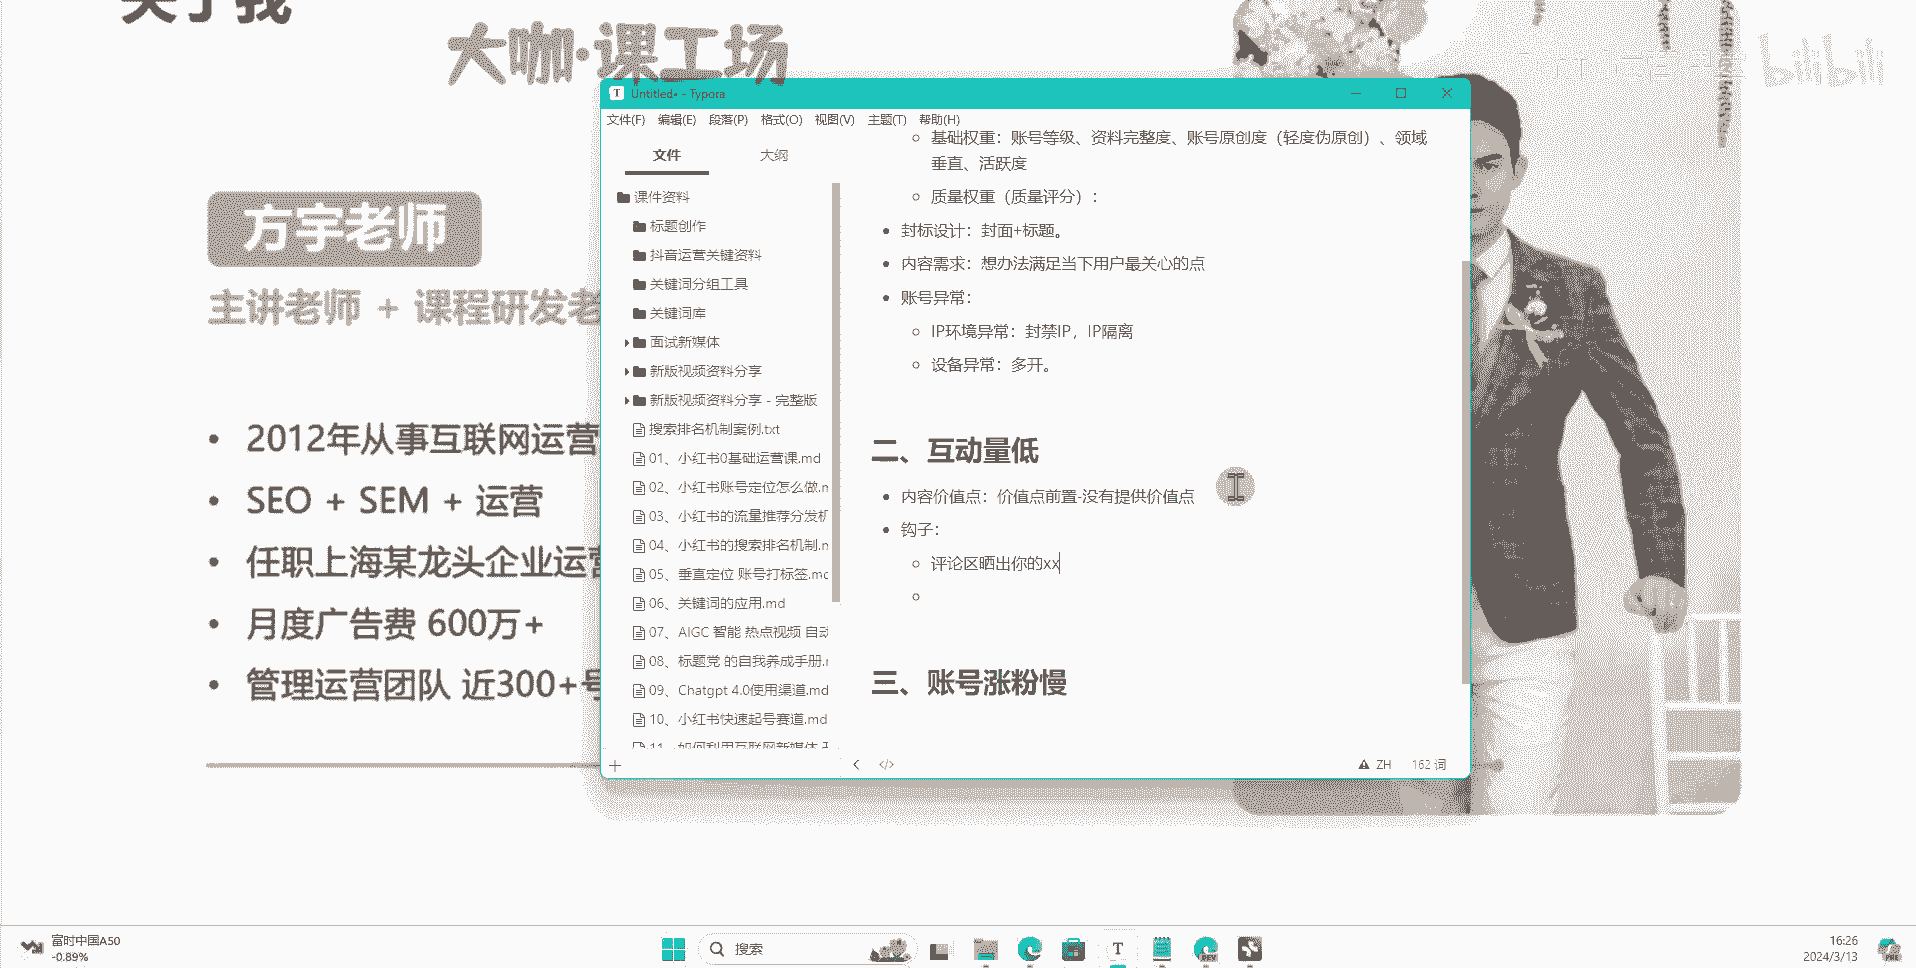 关于我
大咖·课工场
bilibili
方宇老师
主讲老师 + 课程研发老
2012年从事互联网运营
SEO + SEM + 运营
任职上海某龙头企业运营
月度广告费 600万+
管理运营团队 近300+号
Untitled• - Typora
文件(F) 编辑(E) 段落(P) 格式(O) 视图(V) 主题(T) 帮助(H)
文件 大纲
课件资料
标题创作
抖音运营关键资料
关键词分组工具
关键词库
面试新媒体
新版视频资料分享
新版视频资料分享 - 完整版
搜索排名机制案例.txt
01、小红书0基础运营课.md
02、小红书账号定位怎么做.m
03、小红书的流量推荐分发机
04、小红书的搜索排名机制.m
05、垂直定位 账号打标签.md
06、关键词的应用.md
07、AIGC 智能 热点视频 自动
08、标题党 的自我养成手册.m
09、Chatgpt 4.0使用渠道.md
10、小红书快速起号赛道.md
11、如何利用互联网新媒体
基础权重：账号等级、资料完整度、账号原创度（轻度伪原创）、领域
垂直、活跃度
质量权重（质量评分）：
封标设计：封面+标题。
内容需求：想办法满足当下用户最关心的点
账号异常：
IP环境异常：封禁IP，IP隔离
设备异常：多开。
二、互动量低
内容价值点：价值点前置-没有提供价值点
钩子：
评论区晒出你的xx
三、账号涨粉慢
ZH 162 词
富时中国A50
-0.89%
搜索
16:26
2024/3/13